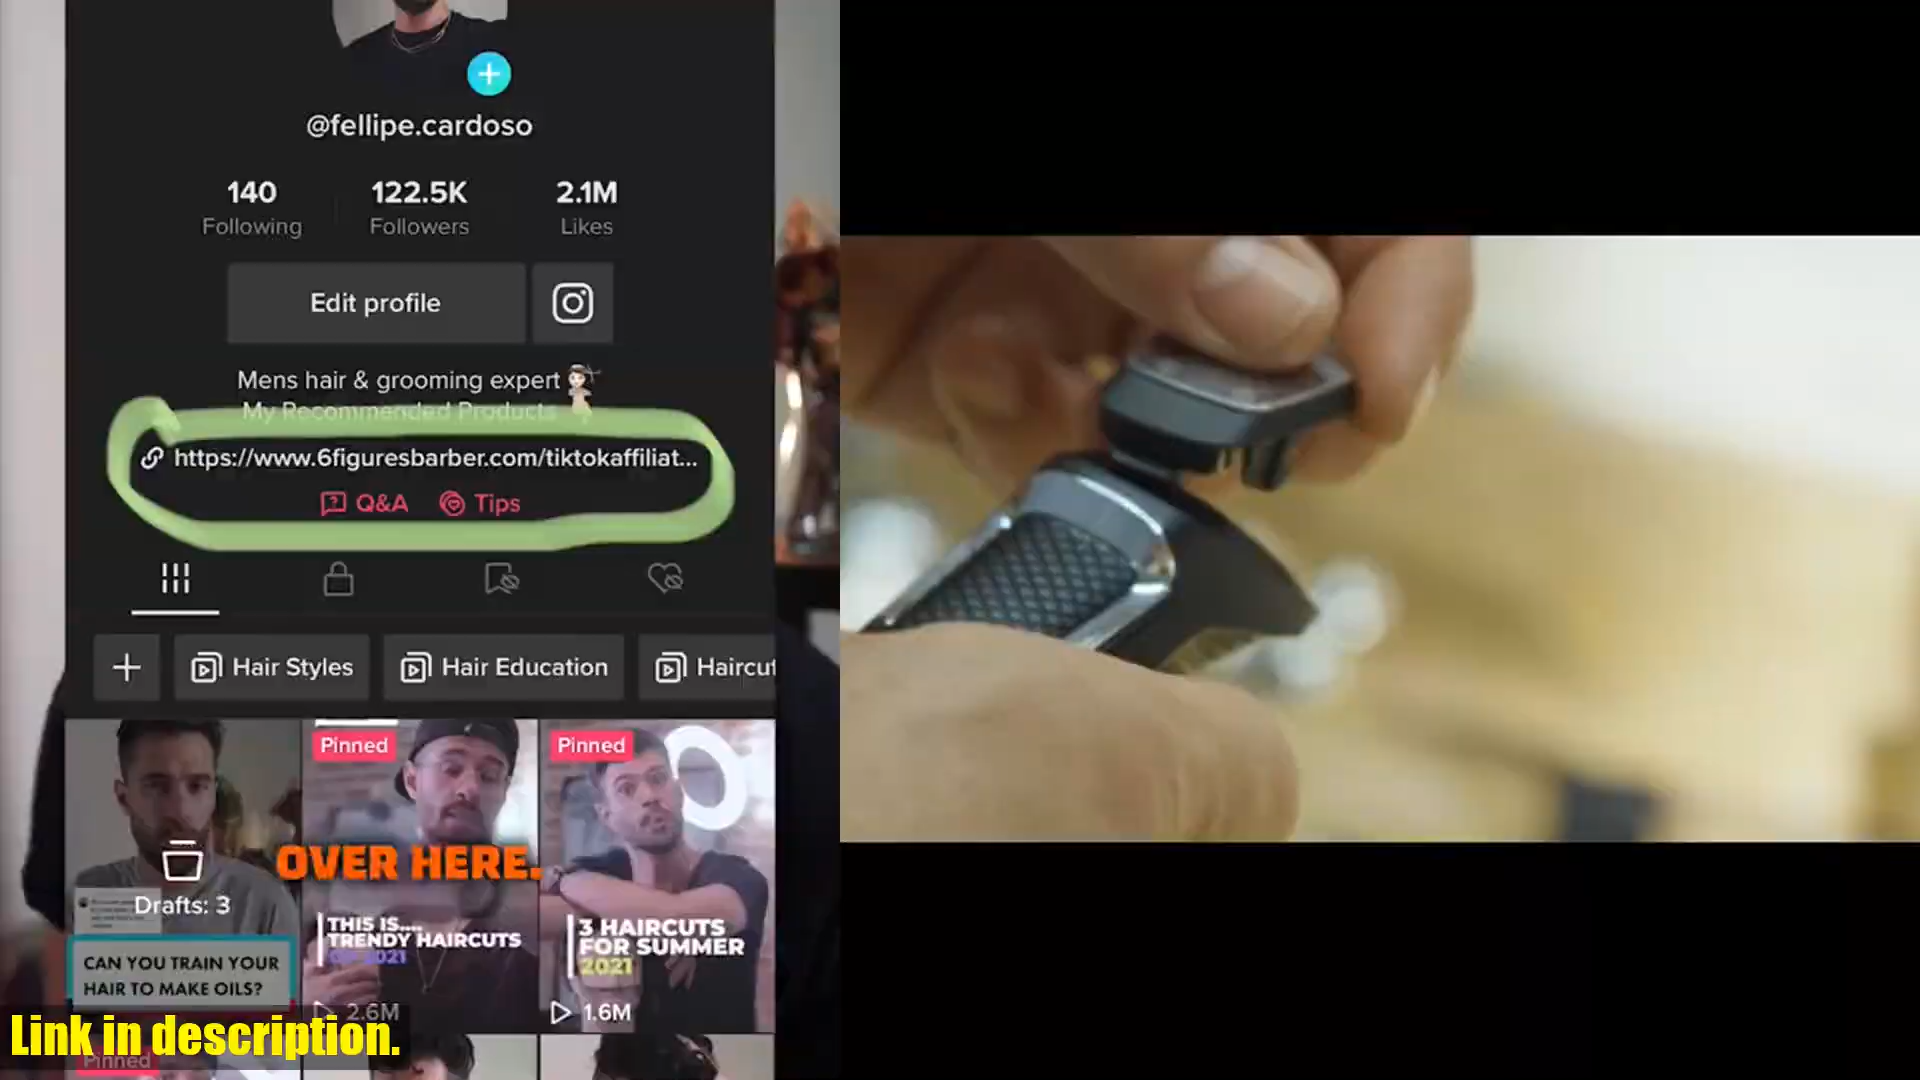 @fellipe.cardoso
140 122.5K 2.1M
Following Followers Likes
Edit profile
Mens hair & grooming expert
My Recommended Products
https://www.6figuresbarber.com/tiktokaffiliat...
Q&A Tips
Hair Styles Hair Education Haircut
Pinned Pinned
OVER HERE.
Drafts: 3
THIS IS....
TRENDY HAIRCUTS
OF 2021
3 HAIRCUTS
FOR SUMMER
2021
CAN YOU TRAIN YOUR
HAIR TO MAKE OILS?
2.6M 1.6M
Link in description.
Pinned